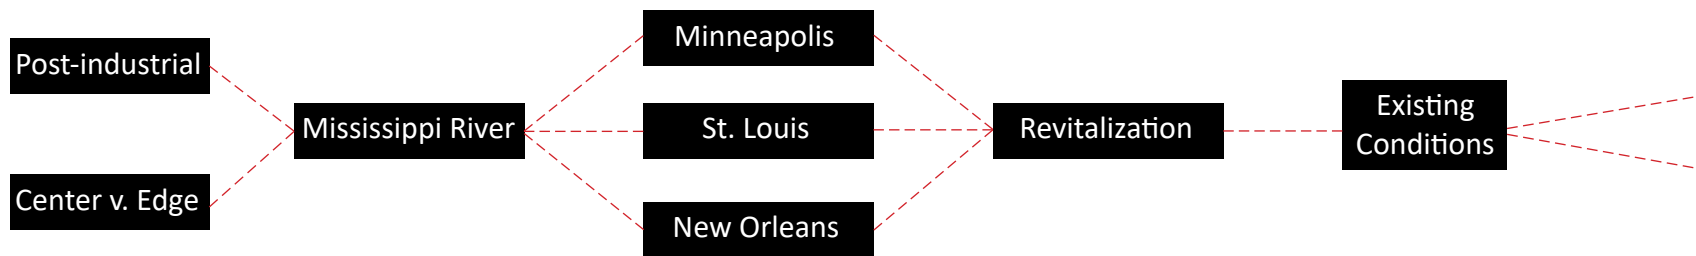 Post-industrial
Center v. Edge
Mississippi River
Minneapolis
St. Louis
New Orleans
Revitalization
Existing
Conditions